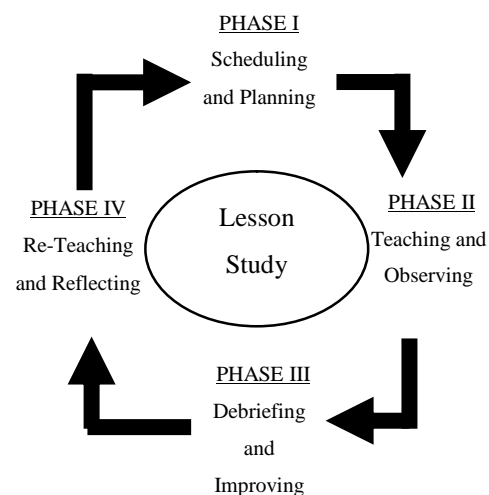 PHASE I
Scheduling
and Planning
PHASE II
Teaching and
Observing
PHASE III
Debriefing
and
Improving
PHASE IV
Re-Teaching
and Reflecting
Lesson
Study